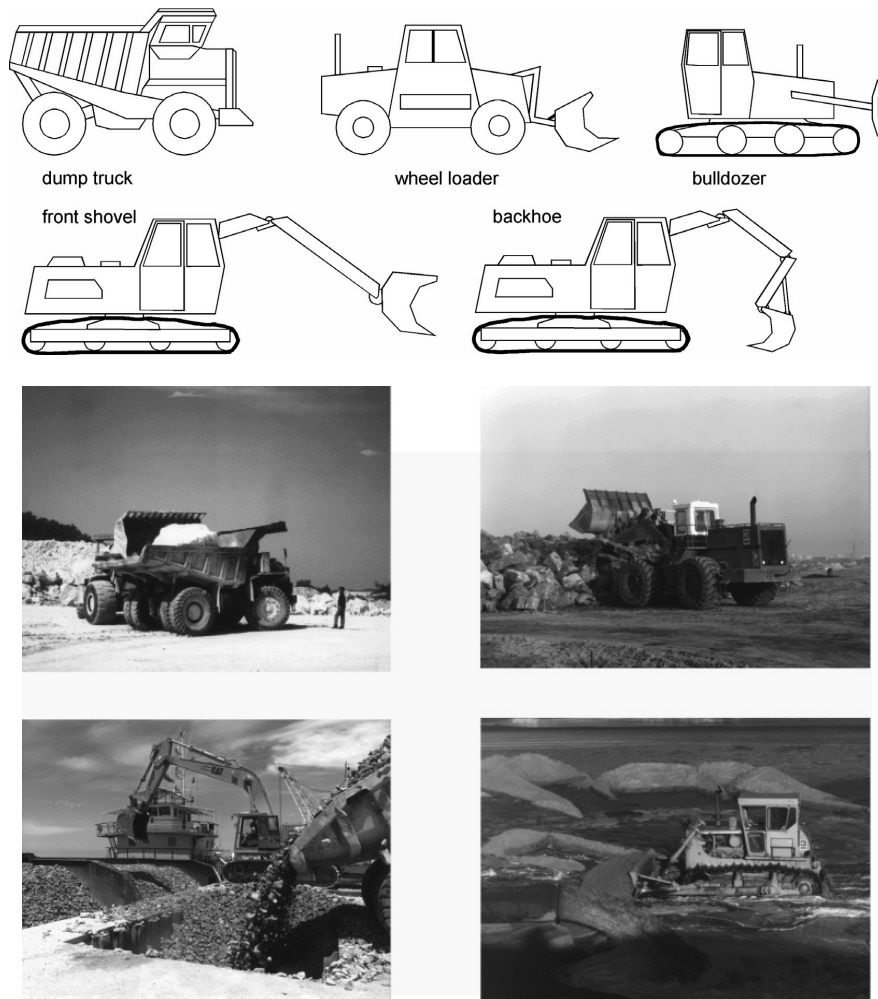 dump truck
wheel loader
bulldozer
front shovel
backhoe
CAT